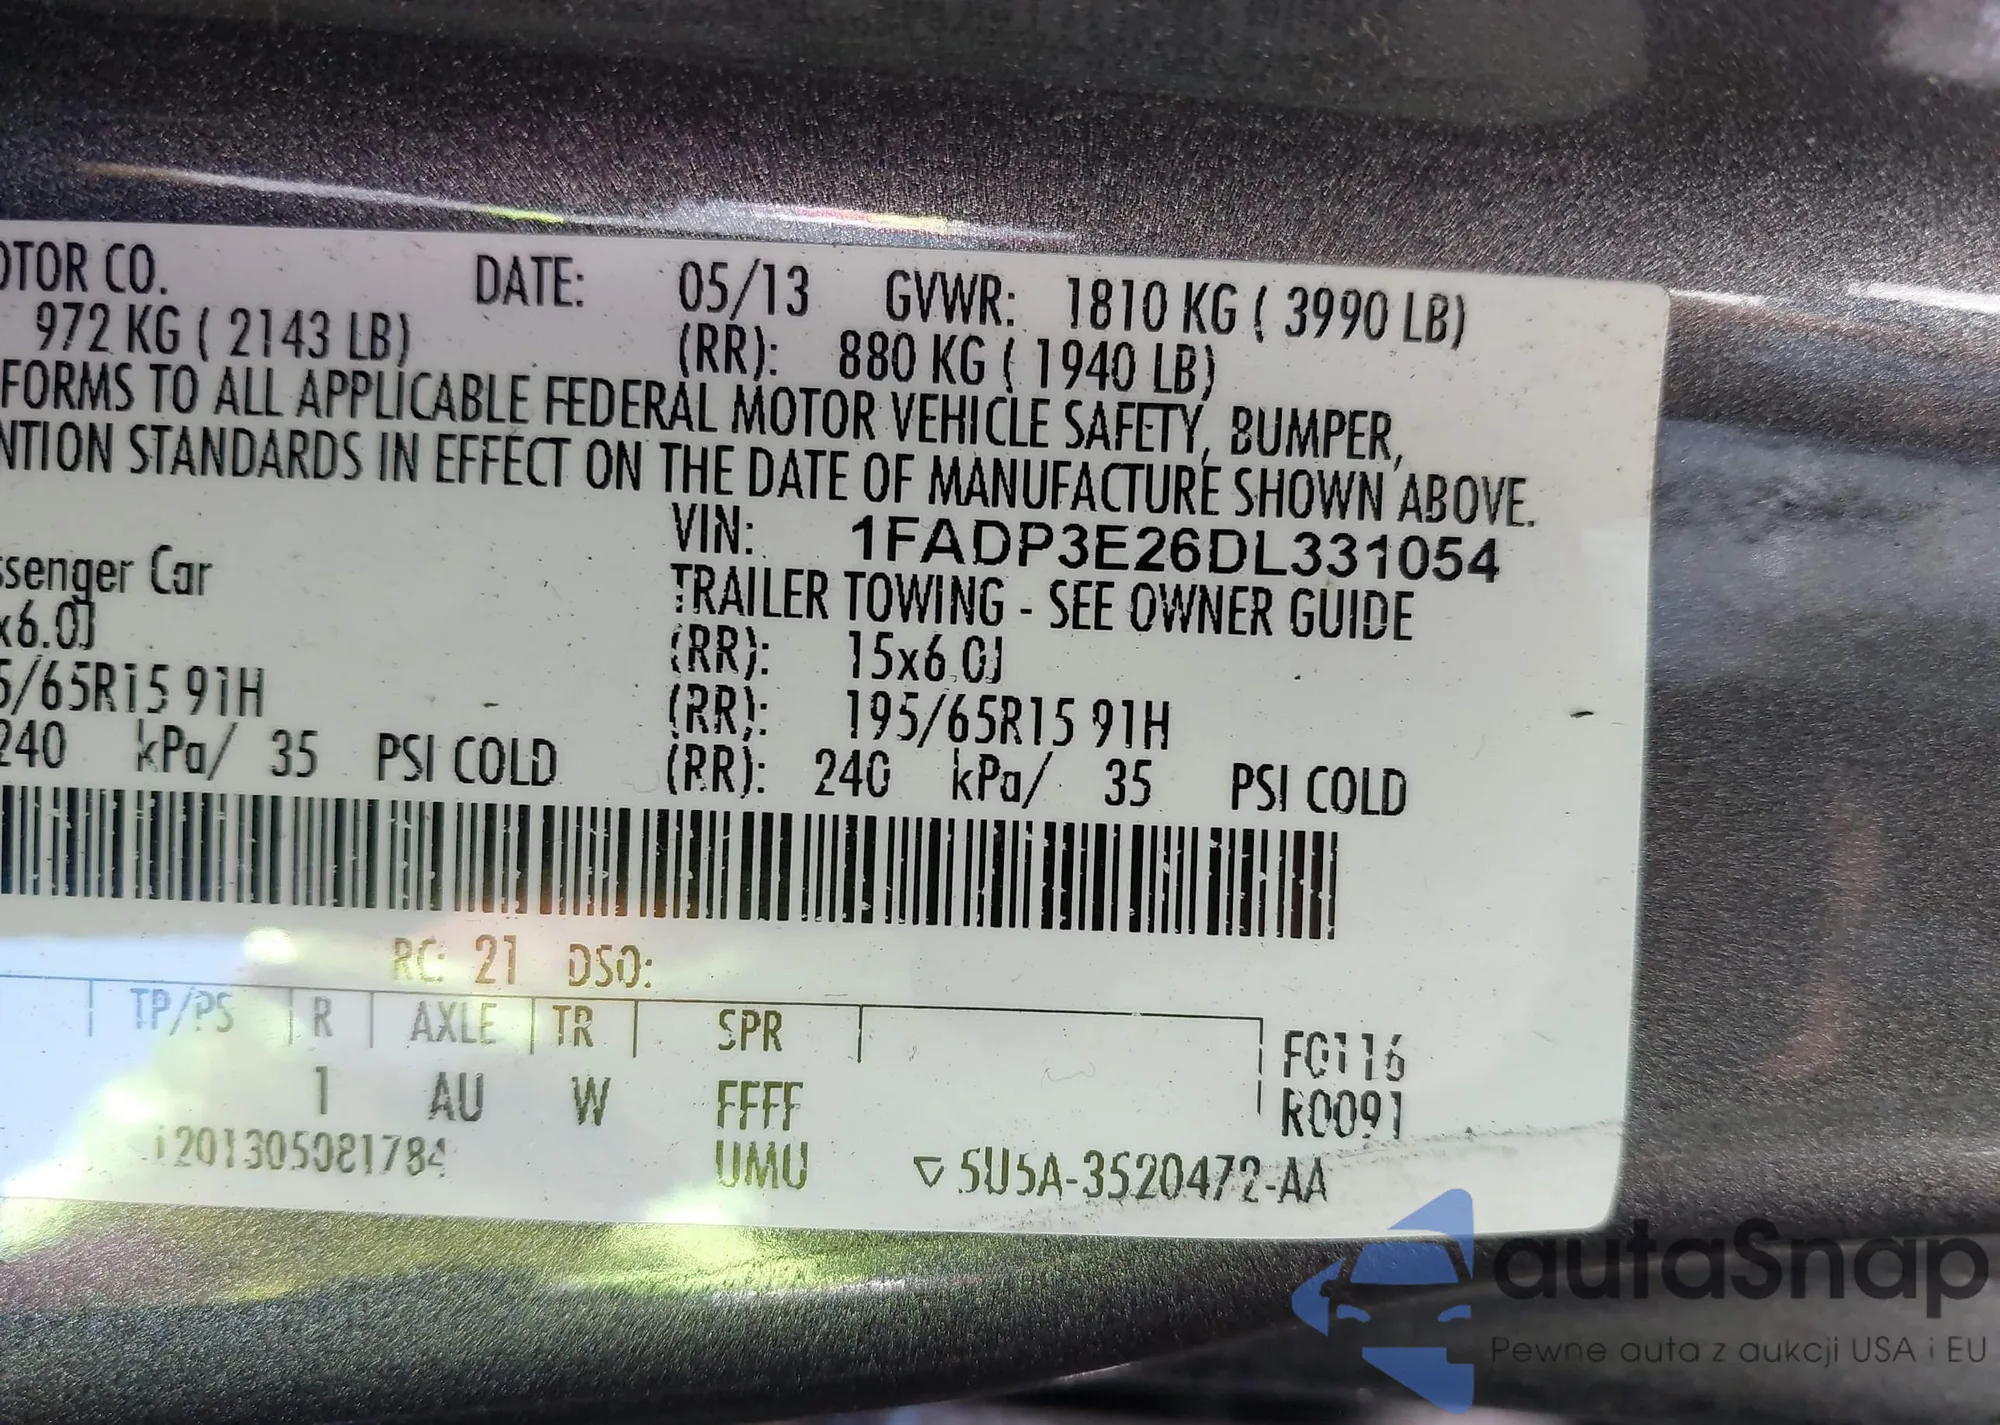 OTOR CO. DATE: 05/13 GVWR: 1810 KG ( 3990 LB)
972 KG ( 2143 LB) (RR): 880 KG ( 1940 LB)
FORMS TO ALL APPLICABLE FEDERAL MOTOR VEHICLE SAFETY, BUMPER,
NTION STANDARDS IN EFFECT ON THE DATE OF MANUFACTURE SHOWN ABOVE.
VIN: 1FADP3E26DL331054
ssenger Car TRAILER TOWING - SEE OWNER GUIDE
x6.0J (RR): 15x6.0J
5/65R15 91H (RR): 195/65R15 91H
240 kPa/ 35 PSI COLD (RR): 240 kPa/ 35 PSI COLD
RC: 21 DSO:
TP/PS R AXLE TR SPR
1 AU W FFFF
F0116
R0091
201305081784 UMU ▽ 5U5A-3520472-AA
autaSnap
Pewne auta z aukcji USA i EU